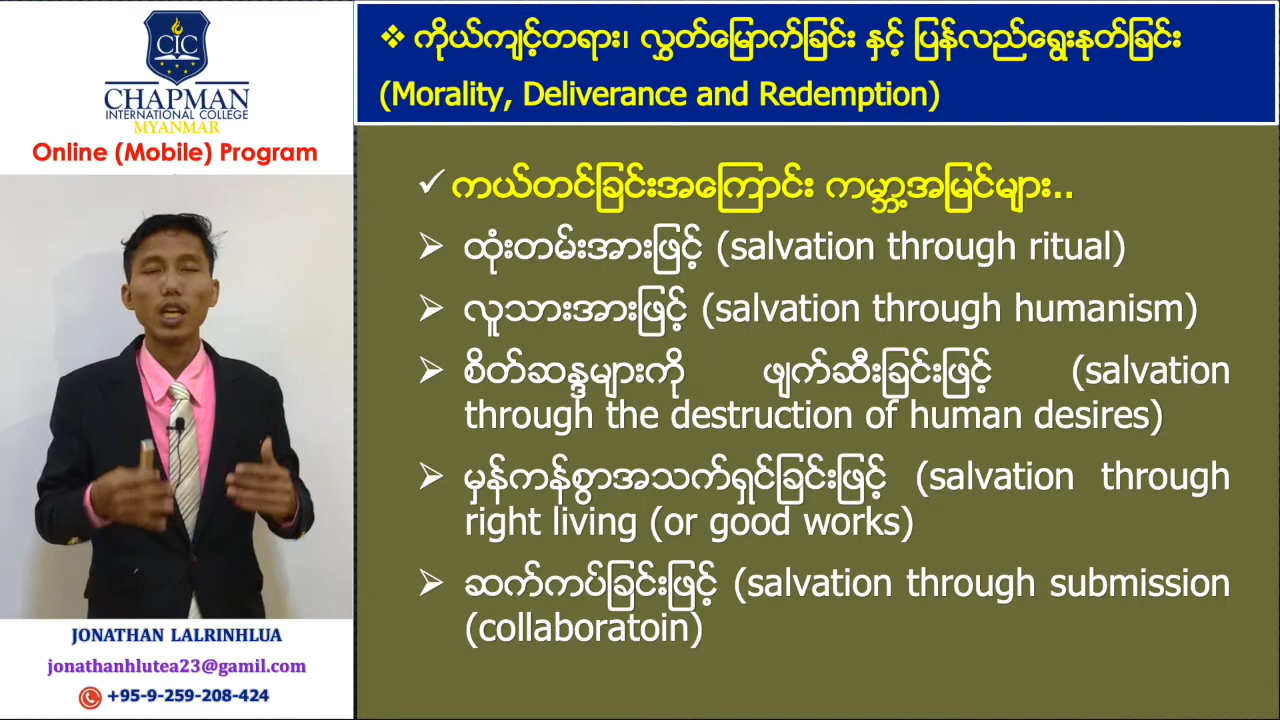 CIC
CHAPMAN
INTERNATIONAL COLLEGE
MYANMAR
Online (Mobile) Program
JONATHAN LALRINHLUA
jonathanhlutea23@gamil.com
+95-9-259-208-424
❖ ကိုယ်ကျင့်တရား၊ လွှတ်မြောက်ခြင်း နှင့် ပြန်လည်ရွေးနုတ်ခြင်း
(Morality, Deliverance and Redemption)
✓ ကယ်တင်ခြင်းအကြောင်း ကမ္ဘာ့အမြင်များ..
➢ ထုံးတမ်းအားဖြင့် (salvation through ritual)
➢ လူသားအားဖြင့် (salvation through humanism)
➢ စိတ်ဆန္ဒများကို ဖျက်ဆီးခြင်းဖြင့် (salvation
through the destruction of human desires)
➢ မှန်ကန်စွာအသက်ရှင်ခြင်းဖြင့် (salvation through
right living (or good works)
➢ ဆက်ကပ်ခြင်းဖြင့် (salvation through submission
(collaboratoin)